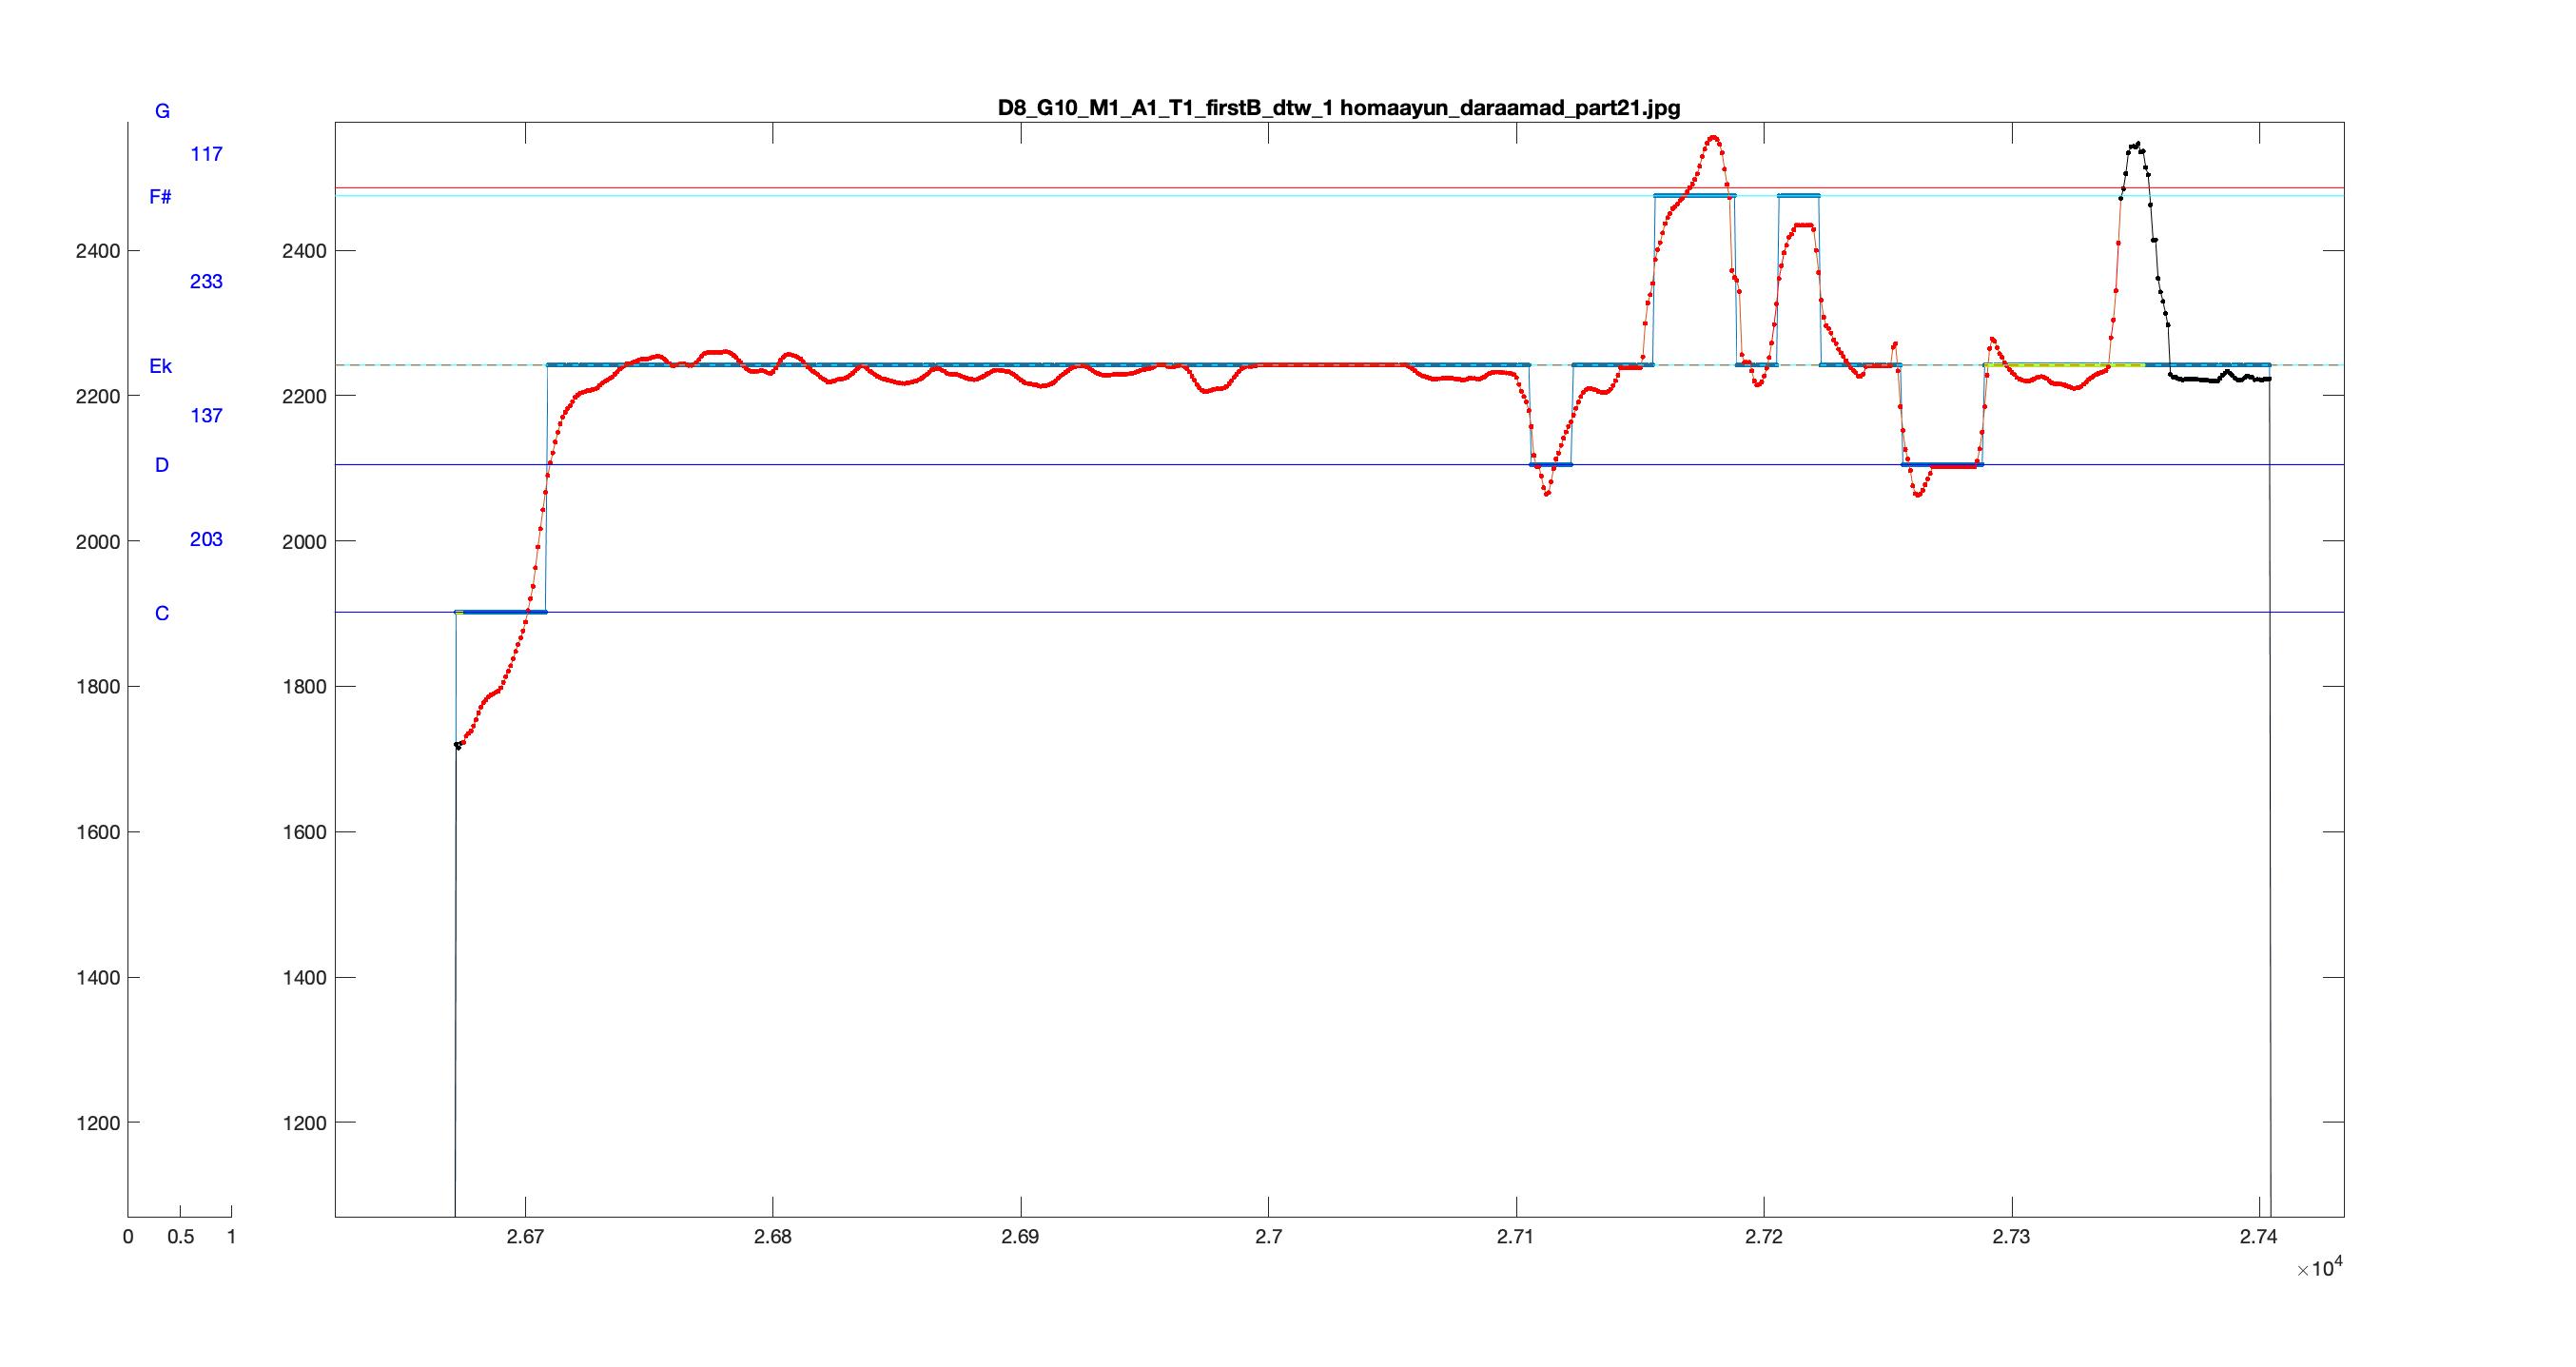 D8_G10_M1_A1_T1_firstB_dtw_1 homaayun_daraamad_part21.jpg
G
117
F#
2400 233 2400
Ek
2200 137 2200
D
2000 203 2000
C
1800 1800
1600 1600
1400 1400
1200 1200
0 0.5 1 2.67 2.68 2.69 2.7 2.71 2.72 2.73 2.74
×10⁴